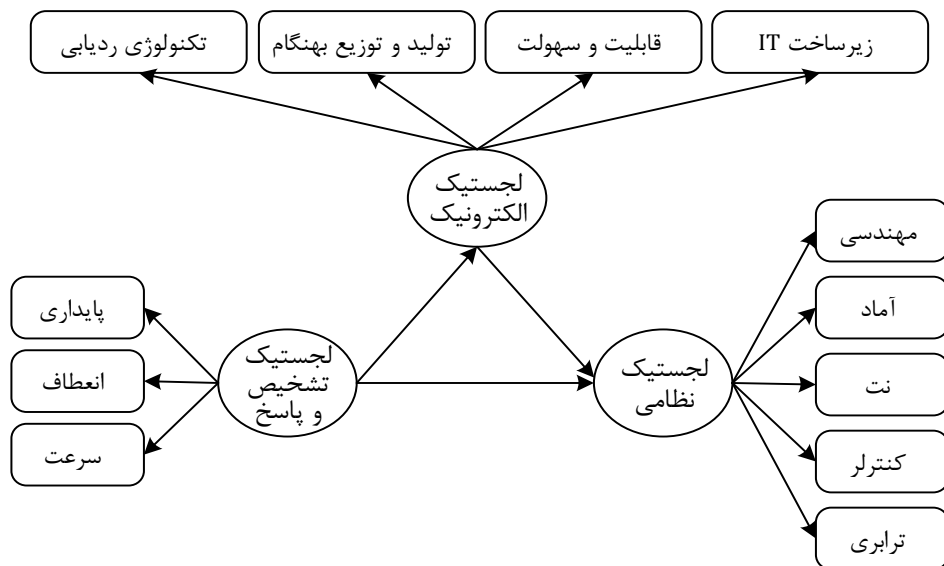 زیرساخت IT
قابلیت و سهولت
تولید و توزیع بهنگام
تکنولوژی ردیابی
لجستیک
الکترونیک
مهندسی
آماد
نت
کنترلر
ترابری
لجستیک
نظامی
لجستیک
تشخیص
و پاسخ
پایداری
انعطاف
سرعت